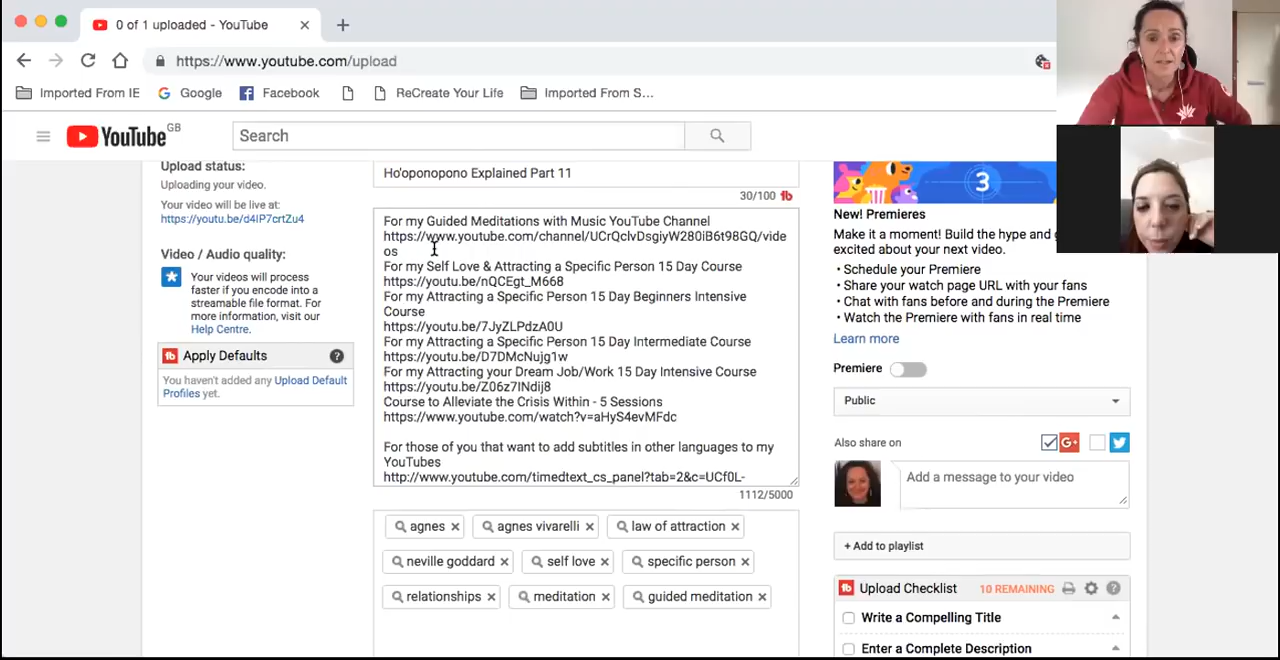 0 of 1 uploaded - YouTube
https://www.youtube.com/upload
Imported From IE
Google
Facebook
ReCreate Your Life
Imported From S...
YouTube GB
Search
Upload status:
Uploading your video.
Your video will be live at:
https://youtu.be/d4lP7crtZu4
Video / Audio quality:
Your videos will process
faster if you encode into a
streamable file format. For
more information, visit our
Help Centre.
Apply Defaults
You haven't added any Upload Default
Profiles yet.
Ho'oponopono Explained Part 11
30/100
For my Guided Meditations with Music YouTube Channel
https://www.youtube.com/channel/UCrQclvDsgiyW280iB6t98GQ/vide
os
For my Self Love & Attracting a Specific Person 15 Day Course
https://youtu.be/nQCEgt_M668
For my Attracting a Specific Person 15 Day Beginners Intensive
Course
https://youtu.be/7JyZLPdzA0U
For my Attracting a Specific Person 15 Day Intermediate Course
https://youtu.be/D7DMcNujg1w
For my Attracting your Dream Job/Work 15 Day Intensive Course
https://youtu.be/Z06z7INdij8
Course to Alleviate the Crisis Within - 5 Sessions
https://www.youtube.com/watch?v=aHyS4evMFdc
For those of you that want to add subtitles in other languages to my
YouTubes
http://www.youtube.com/timedtext_cs_panel?tab=2&c=UCf0L-
1112/5000
agnes
agnes vivarelli
law of attraction
neville goddard
self love
specific person
relationships
meditation
guided meditation
3
New! Premieres
Make it a moment! Build the hype and g
excited about your next video.
• Schedule your Premiere
• Share your watch page URL with your fans
• Chat with fans before and during the Premiere
• Watch the Premiere with fans in real time
Learn more
Premiere
Public
Also share on
G+
Add a message to your video
+ Add to playlist
Upload Checklist
10 REMAINING
Write a Compelling Title
Enter a Complete Description